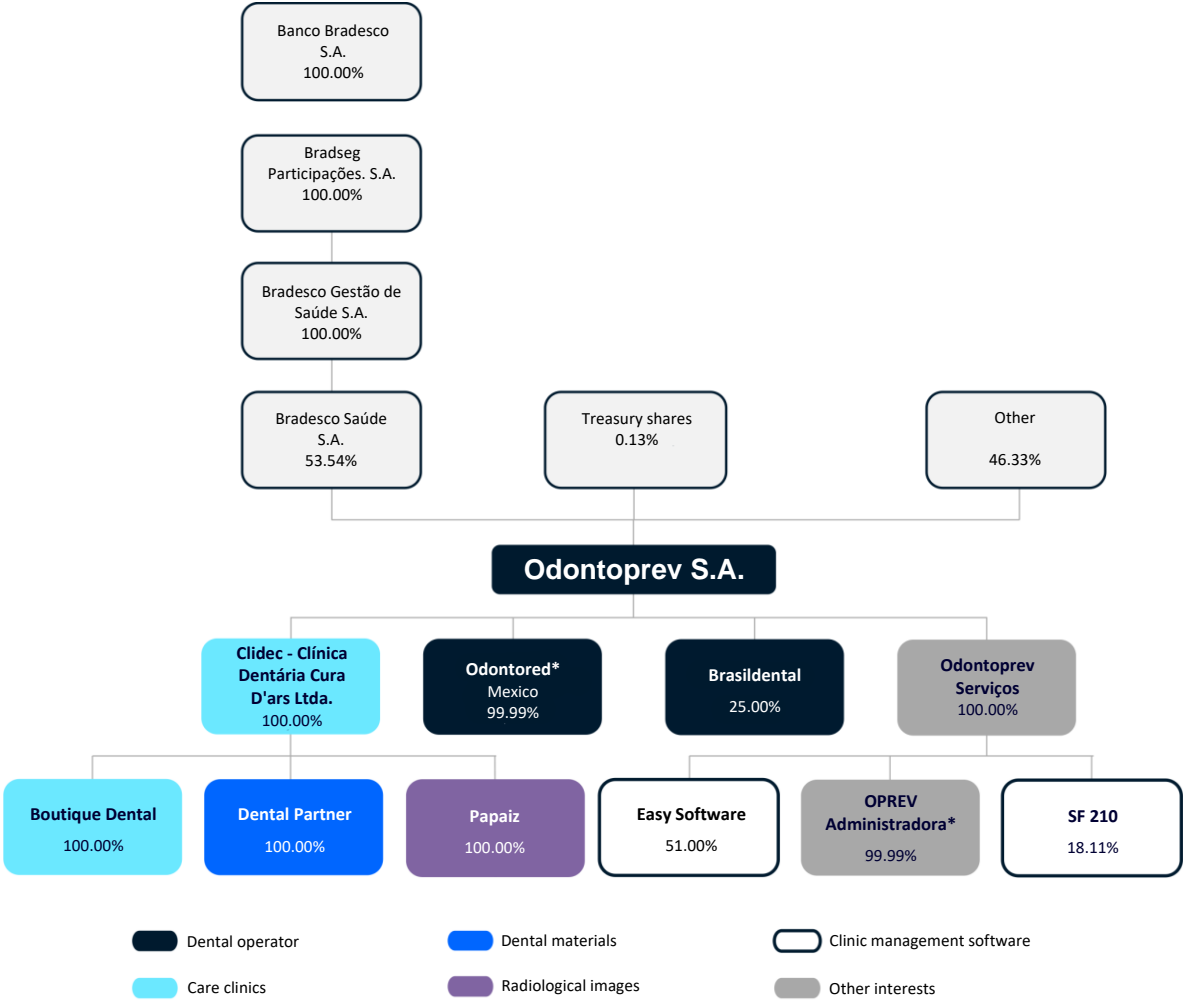 Banco Bradesco
S.A.
100.00%
Bradseg
Participações. S.A.
100.00%
Bradesco Gestão de
Saúde S.A.
100.00%
Bradesco Saúde
S.A.
53.54%
Treasury shares
0.13%
Other
46.33%
Odontoprev S.A.
Clidec - Clínica
Dentária Cura
D'ars Ltda.
100.00%
Odontored*
Mexico
99.99%
Brasildental
25.00%
Odontoprev
Serviços
100.00%
Boutique Dental
100.00%
Dental Partner
100.00%
Papaiz
100.00%
Easy Software
51.00%
OPREV
Administradora*
99.99%
SF 210
18.11%
Dental operator
Dental materials
Clinic management software
Care clinics
Radiological images
Other interests